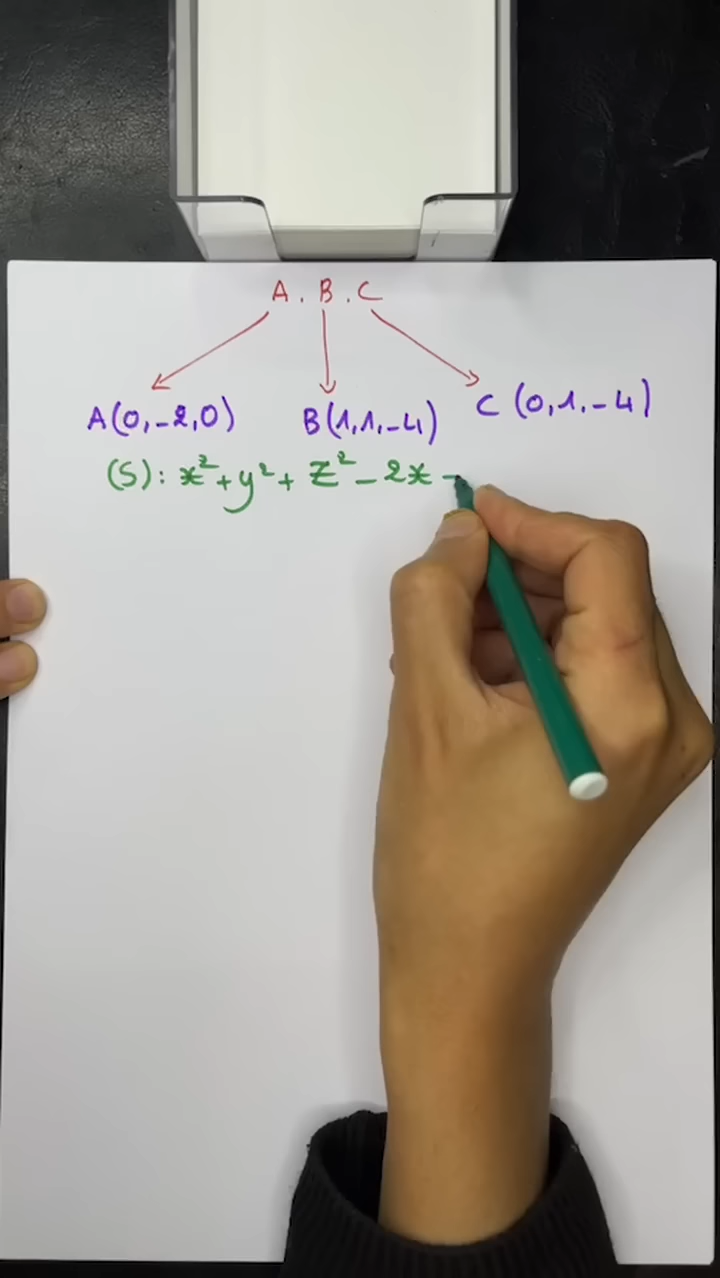 A . B . C
A(0,-2,0) B(1,1,-4) C(0,1,-4)
(S): x²+y²+z²-2x-